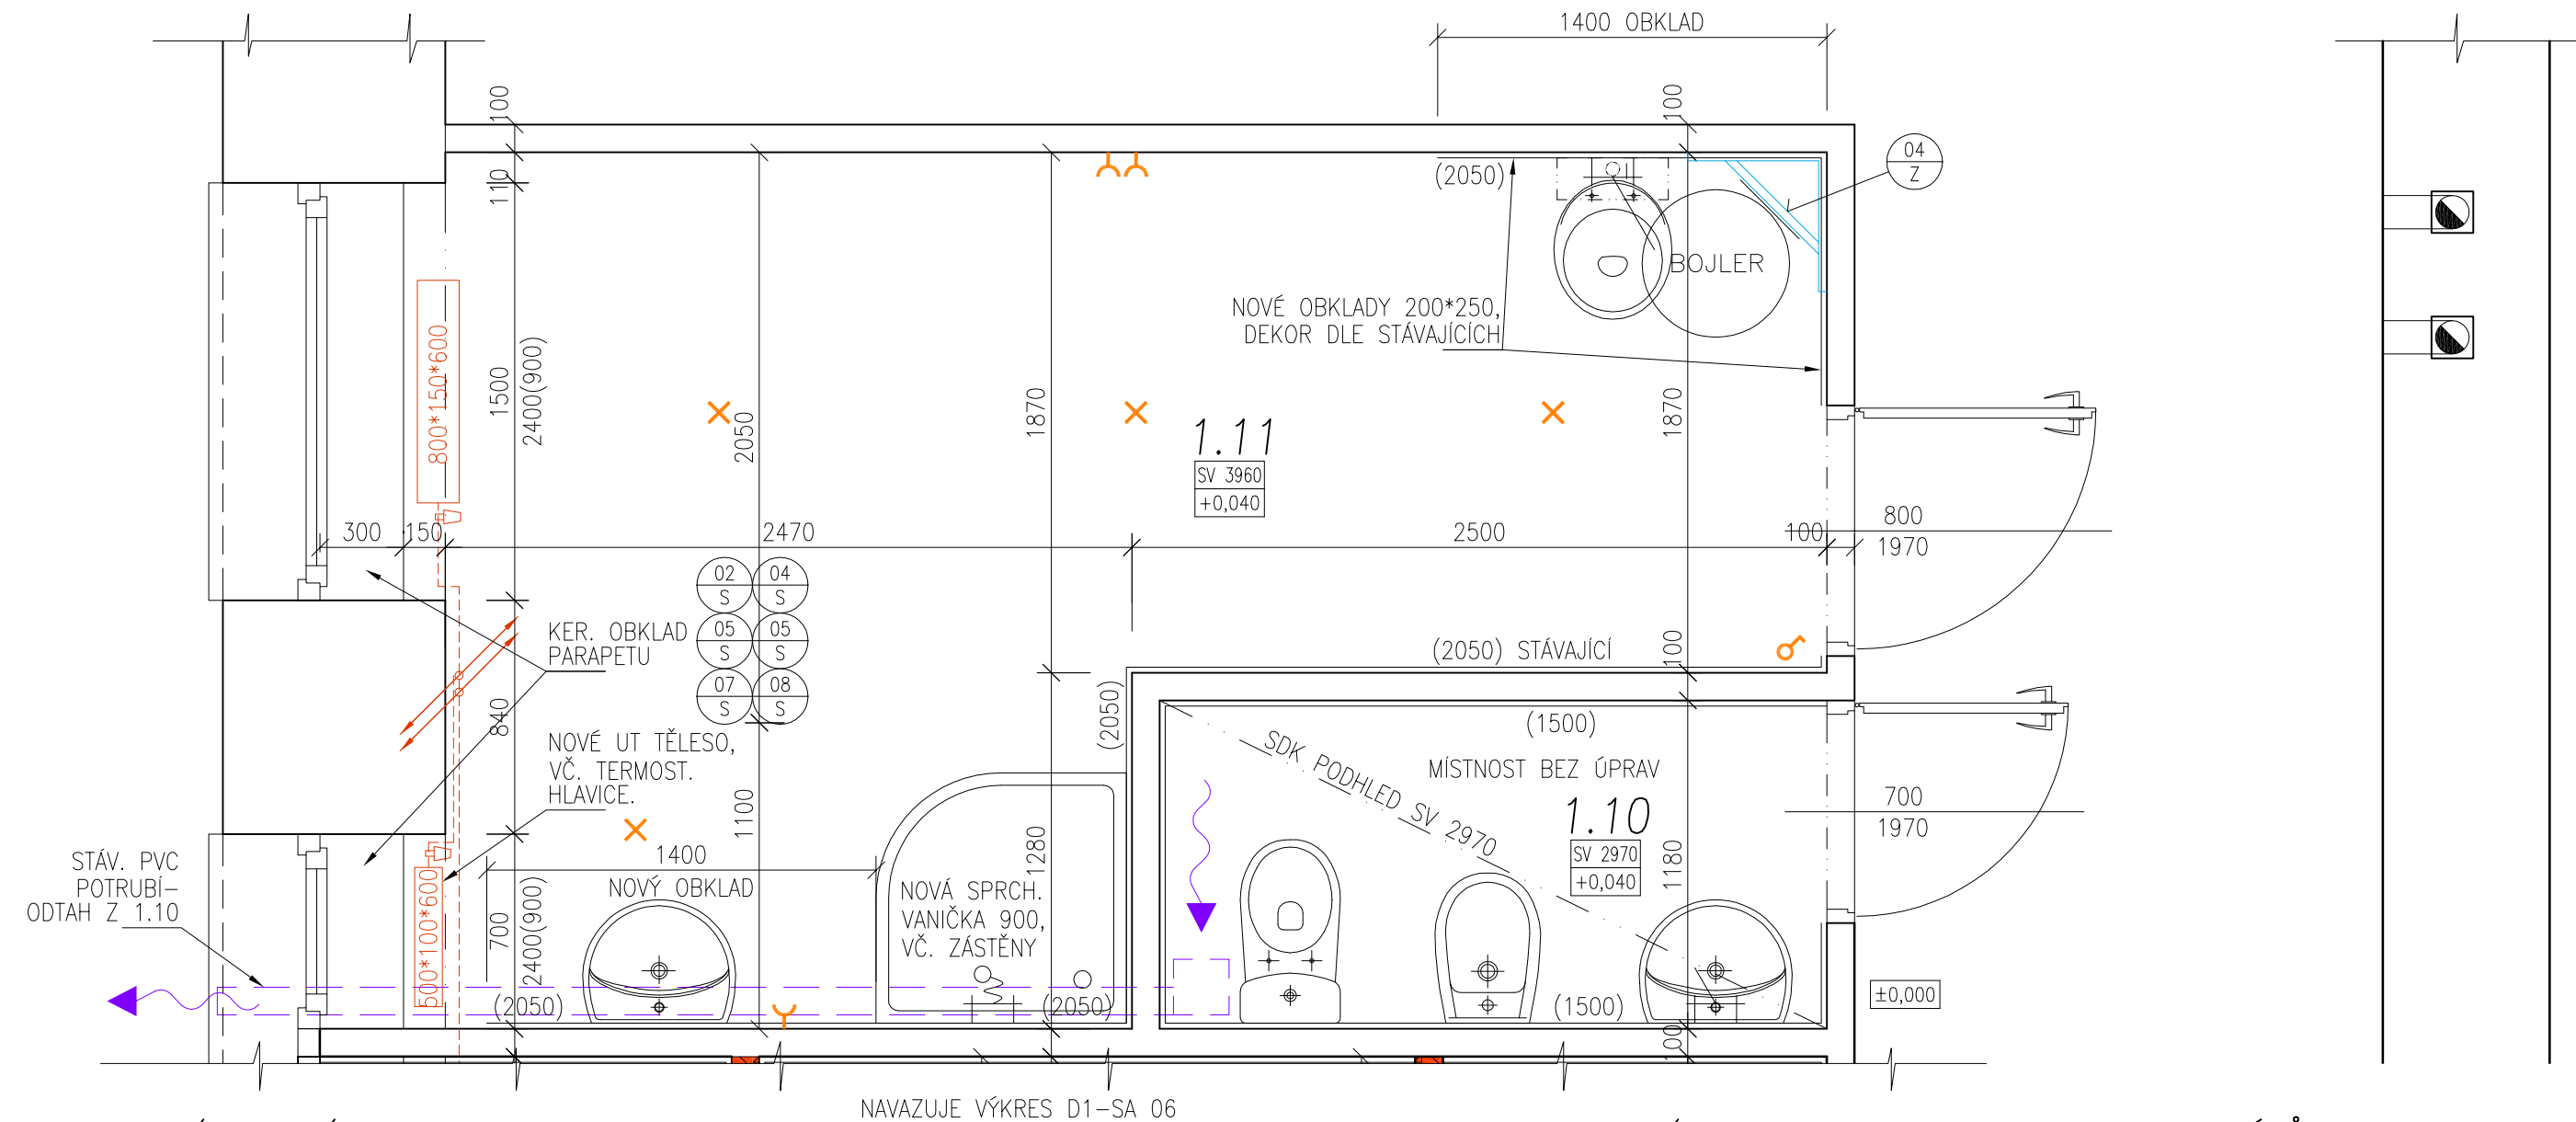 1400 OBKLAD
100
100
110
(2050)
04
Z
BOJLER
NOVÉ OBKLADY 200*250,
DEKOR DLE STÁVAJÍCÍCH
800*150*600
1500
2400(900)
2050
1870
1870
1.11
SV 3960
+0,040
300
150
2470
2500
100
800
1970
02
S
04
S
05
S
05
S
07
S
08
S
KER. OBKLAD
PARAPETU
(2050) STÁVAJÍCÍ
100
840
(2050)
(1500)
NOVÉ UT TĚLESO,
VČ. TERMOST.
HLAVICE.
SDK PODHLED SV 2970
MÍSTNOST BEZ ÚPRAV
1.10
SV 2970
+0,040
700
1970
1100
1280
1180
1400
NOVÝ OBKLAD
STÁV. PVC
POTRUBÍ-
ODTAH Z 1.10
500*100*600
700
2400(900)
NOVÁ SPRCH.
VANIČKA 900,
VČ. ZÁSTĚNY
(2050)
(2050)
(1500)
±0,000
100
NAVAZUJE VÝKRES D1-SA 06